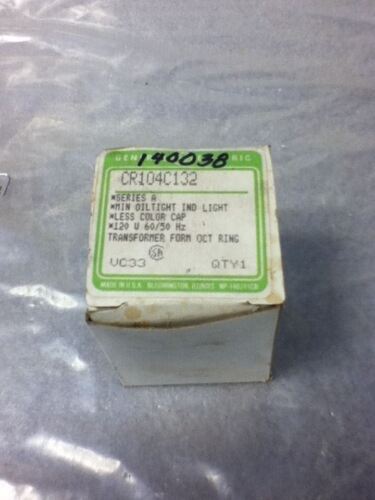 140038
GEN RIC
CR104C132
*SERIES A
*MIN OILTIGHT IND LIGHT
*LESS COLOR CAP
*120 V 60/50 Hz
TRANSFORMER FORM OCT RING
VC33 SA QTY1
MADE IN U.S.A. BLOOMINGTON, ILLINOIS